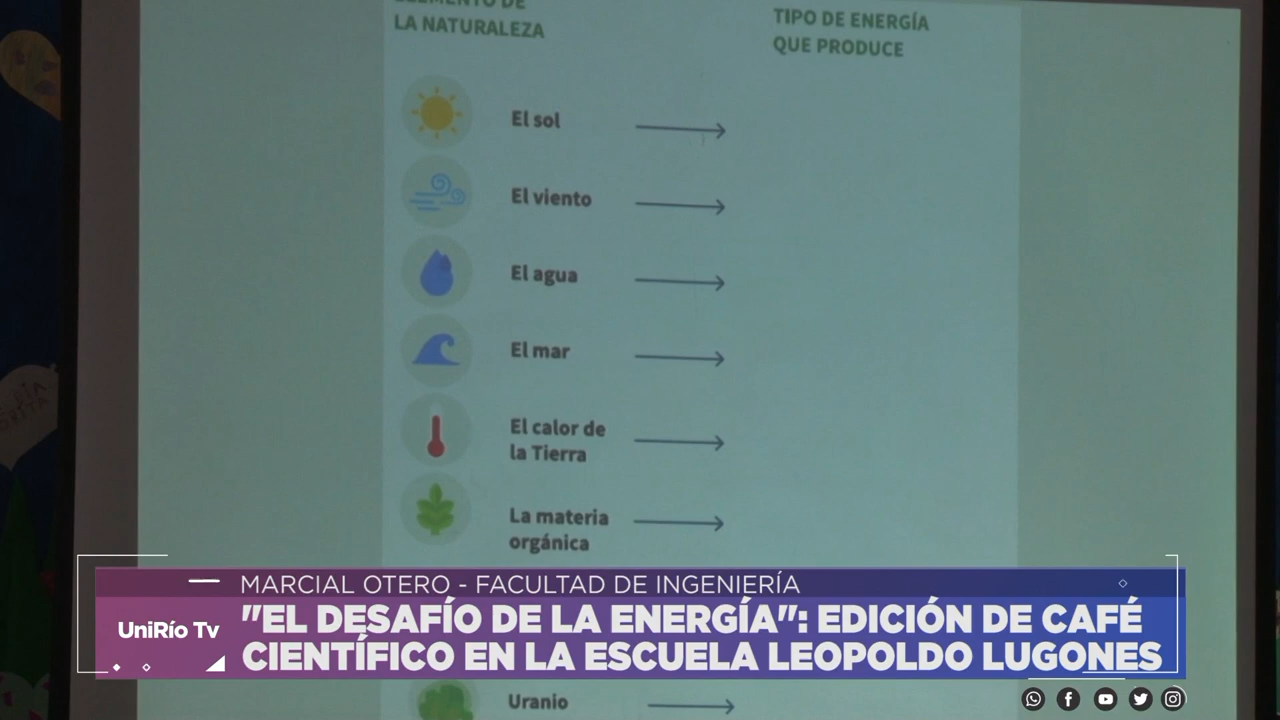 ELEMENTO DE
LA NATURALEZA
TIPO DE ENERGÍA
QUE PRODUCE
El sol
El viento
El agua
El mar
El calor de
la Tierra
La materia
orgánica
MARCIAL OTERO - FACULTAD DE INGENIERÍA
UniRío Tv
"EL DESAFÍO DE LA ENERGÍA": EDICIÓN DE CAFÉ
CIENTÍFICO EN LA ESCUELA LEOPOLDO LUGONES
Uranio